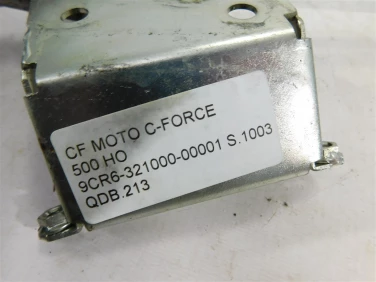 CF MOTO C-FORCE
500 HO
9CR6-321000-00001 S.1003
QDB.213